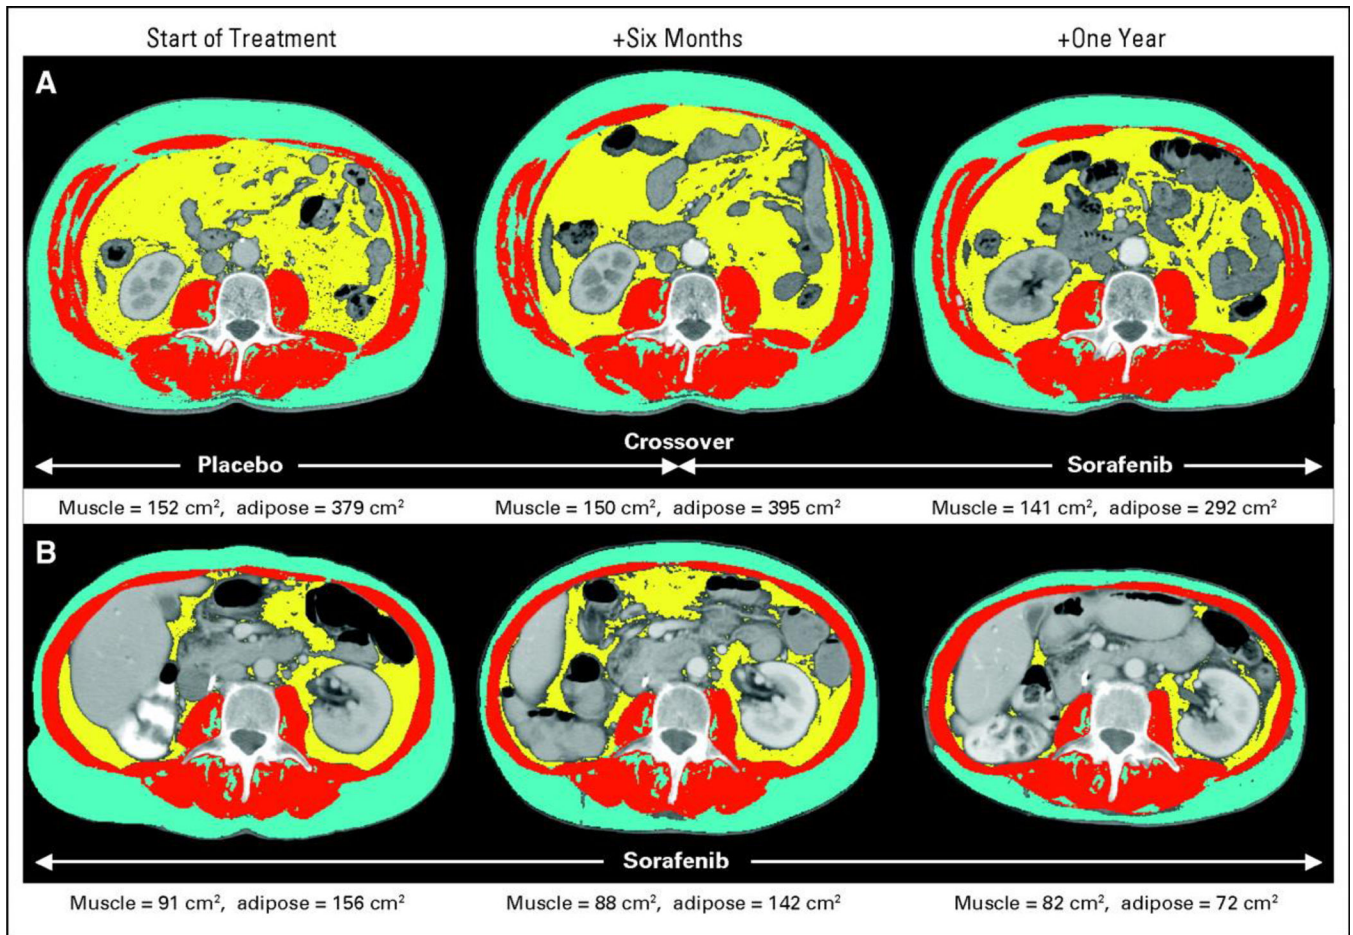 Start of Treatment +Six Months +One Year
A
Crossover
Placebo Sorafenib
Muscle = 152 cm², adipose = 379 cm² Muscle = 150 cm², adipose = 395 cm² Muscle = 141 cm², adipose = 292 cm²
B
Sorafenib
Muscle = 91 cm², adipose = 156 cm² Muscle = 88 cm², adipose = 142 cm² Muscle = 82 cm², adipose = 72 cm²